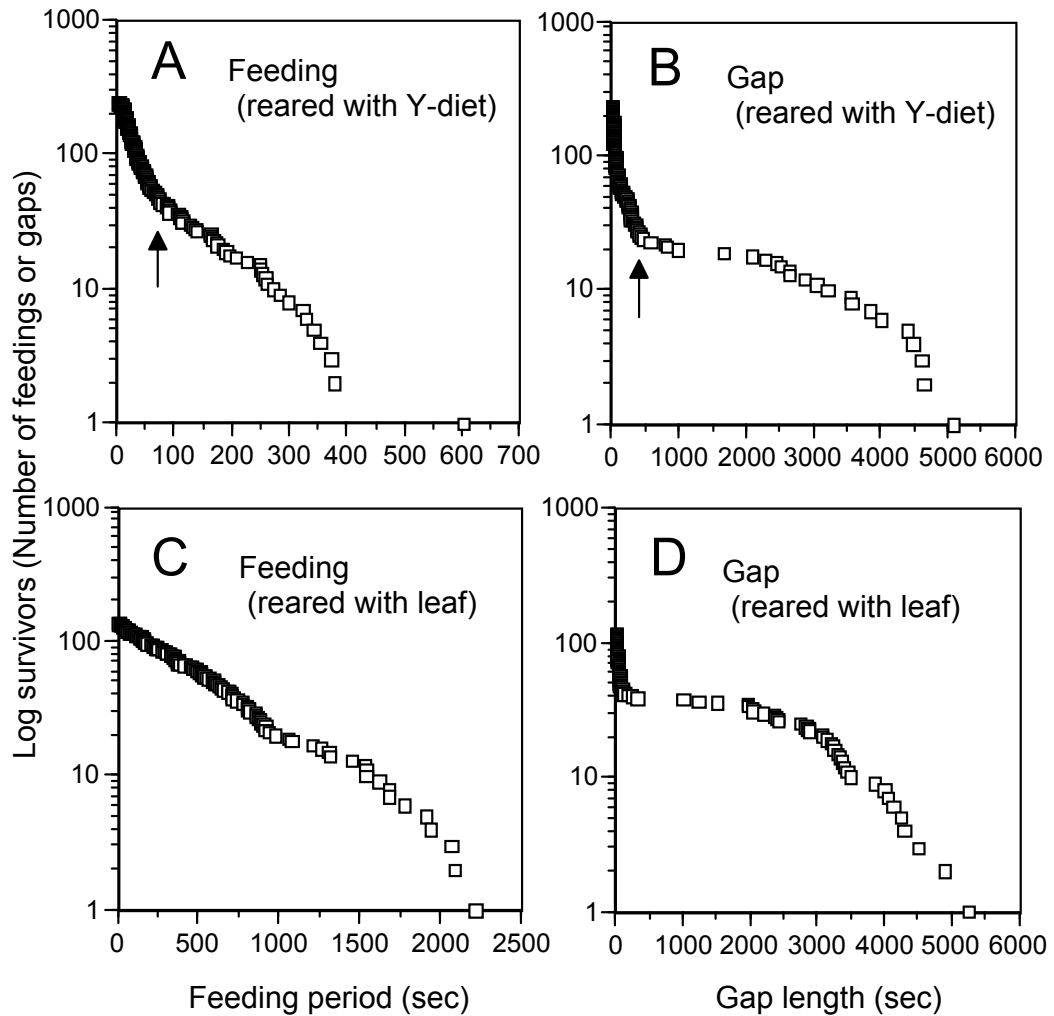 Log survivors (Number of feedings or gaps)
1000
100
10
1
A
Feeding
(reared with Y-diet)
0 100 200 300 400 500 600 700
1000
100
10
1
B
Gap
(reared with Y-diet)
0 1000 2000 3000 4000 5000 6000
1000
100
10
1
C
Feeding
(reared with leaf)
0 500 1000 1500 2000 2500
Feeding period (sec)
1000
100
10
1
D
Gap
(reared with leaf)
0 1000 2000 3000 4000 5000 6000
Gap length (sec)